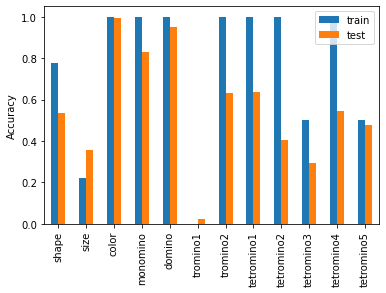 train
test
1.0
0.8
0.6
0.4
0.2
0.0
Accuracy
shape
size
color
monomino
domino
tromino1
tromino2
tetromino1
tetromino2
tetromino3
tetromino4
tetromino5